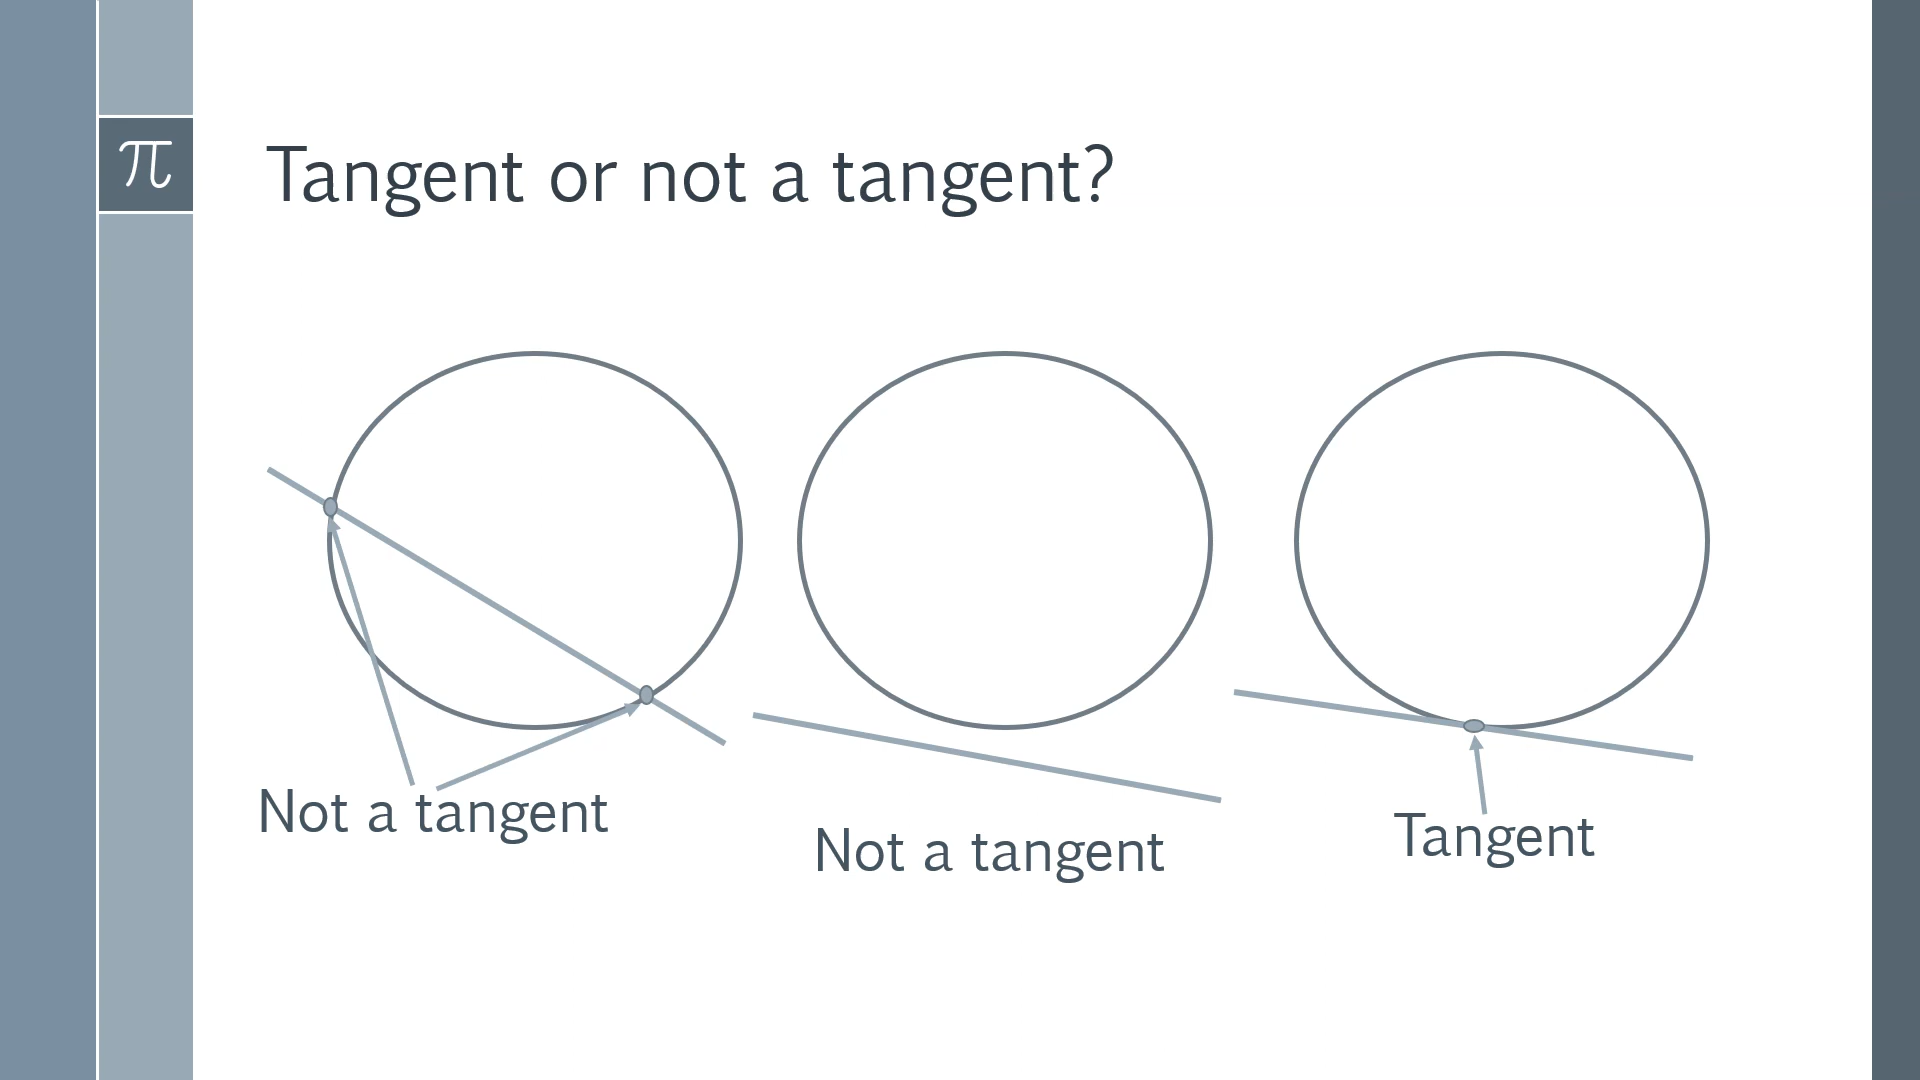 π
Tangent or not a tangent?
Not a tangent
Not a tangent
Tangent